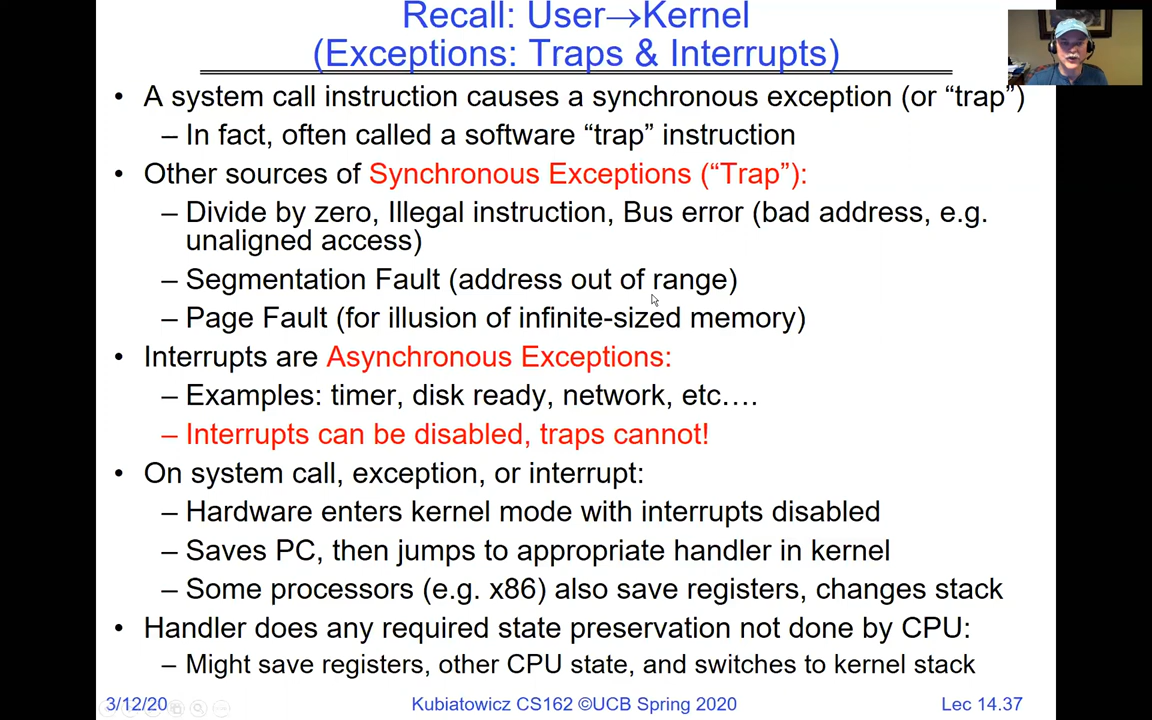 Recall: User→Kernel
(Exceptions: Traps & Interrupts)
• A system call instruction causes a synchronous exception (or “trap”)
– In fact, often called a software “trap” instruction
• Other sources of Synchronous Exceptions (“Trap”):
– Divide by zero, Illegal instruction, Bus error (bad address, e.g.
unaligned access)
– Segmentation Fault (address out of range)
– Page Fault (for illusion of infinite-sized memory)
• Interrupts are Asynchronous Exceptions:
– Examples: timer, disk ready, network, etc….
– Interrupts can be disabled, traps cannot!
• On system call, exception, or interrupt:
– Hardware enters kernel mode with interrupts disabled
– Saves PC, then jumps to appropriate handler in kernel
– Some processors (e.g. x86) also save registers, changes stack
• Handler does any required state preservation not done by CPU:
– Might save registers, other CPU state, and switches to kernel stack
3/12/20 Kubiatowicz CS162 ©UCB Spring 2020 Lec 14.37